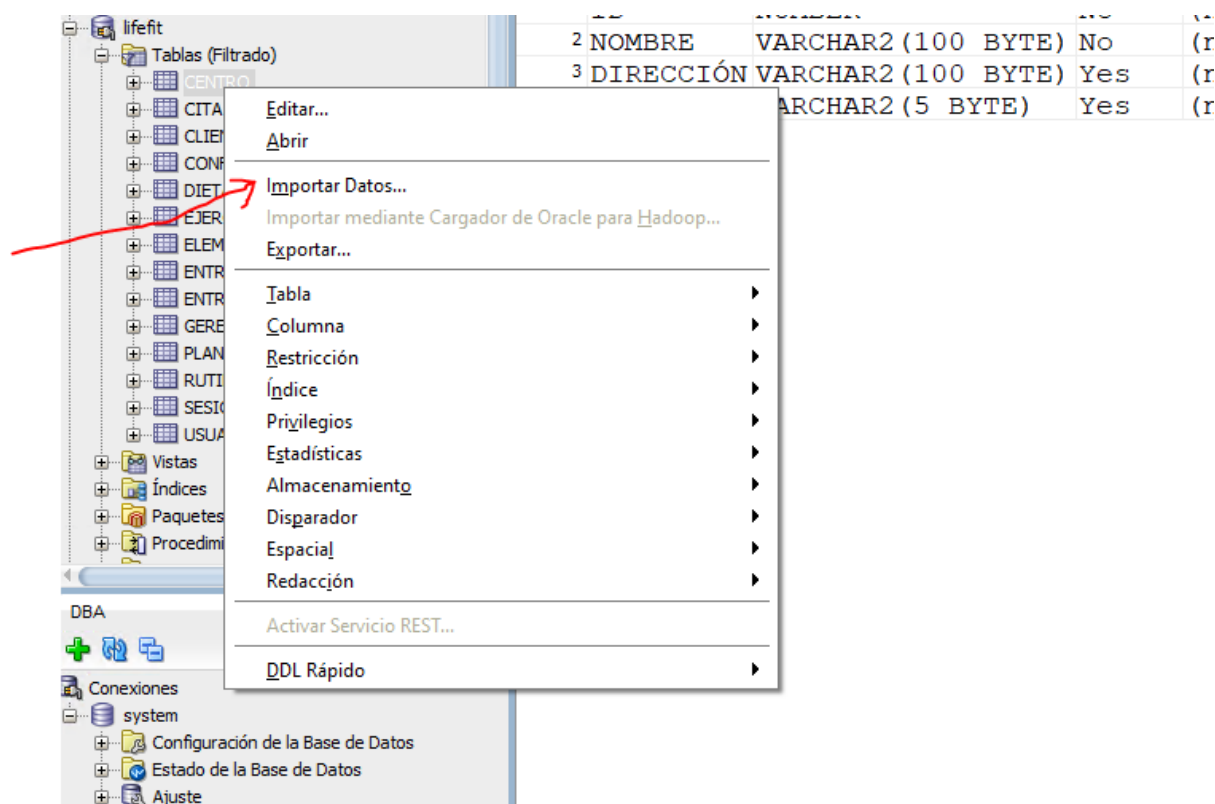 lifefit
Tablas (Filtrado)
CENTRO
CITA
CLIE
CON
DIET
EJER
ELEM
ENTR
ENTR
GERE
PLAN
RUTI
SESI
USUA
Vistas
Índices
Paquetes
Procedimi
2 NOMBRE VARCHAR2(100 BYTE) No
3 DIRECCIÓN VARCHAR2(100 BYTE) Yes
ARCHAR2(5 BYTE) Yes
Editar...
Abrir
Importar Datos...
Importar mediante Cargador de Oracle para Hadoop...
Exportar...
Tabla
Columna
Restricción
Índice
Privilegios
Estadísticas
Almacenamiento
Disparador
Espacial
Redacción
Activar Servicio REST...
DDL Rápido
DBA
Conexiones
system
Configuración de la Base de Datos
Estado de la Base de Datos
Ajuste